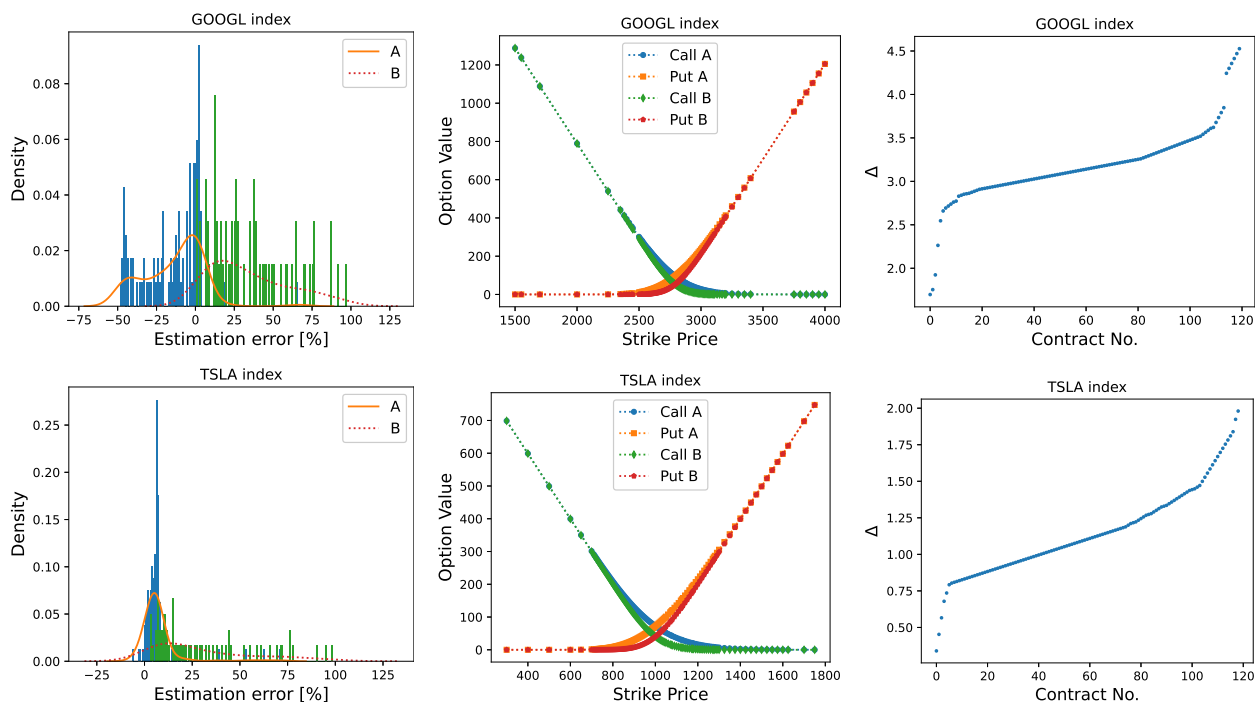 GOOGL index
A
B
0.08
0.06
0.04
0.02
0.00
Density
−75
−50
−25
0
25
50
75
100
125
Estimation error [%]
GOOGL index
Call A
Put A
Call B
Put B
1200
1000
800
600
400
200
0
Option Value
1500
2000
2500
3000
3500
4000
Strike Price
GOOGL index
4.5
4.0
3.5
3.0
2.5
2.0
Δ
0
20
40
60
80
100
120
Contract No.
TSLA index
A
B
0.25
0.20
0.15
0.10
0.05
0.00
Density
−25
0
25
50
75
100
125
Estimation error [%]
TSLA index
Call A
Put A
Call B
Put B
700
600
500
400
300
200
100
0
Option Value
400
600
800
1000
1200
1400
1600
1800
Strike Price
TSLA index
2.00
1.75
1.50
1.25
1.00
0.75
0.50
Δ
0
20
40
60
80
100
120
Contract No.